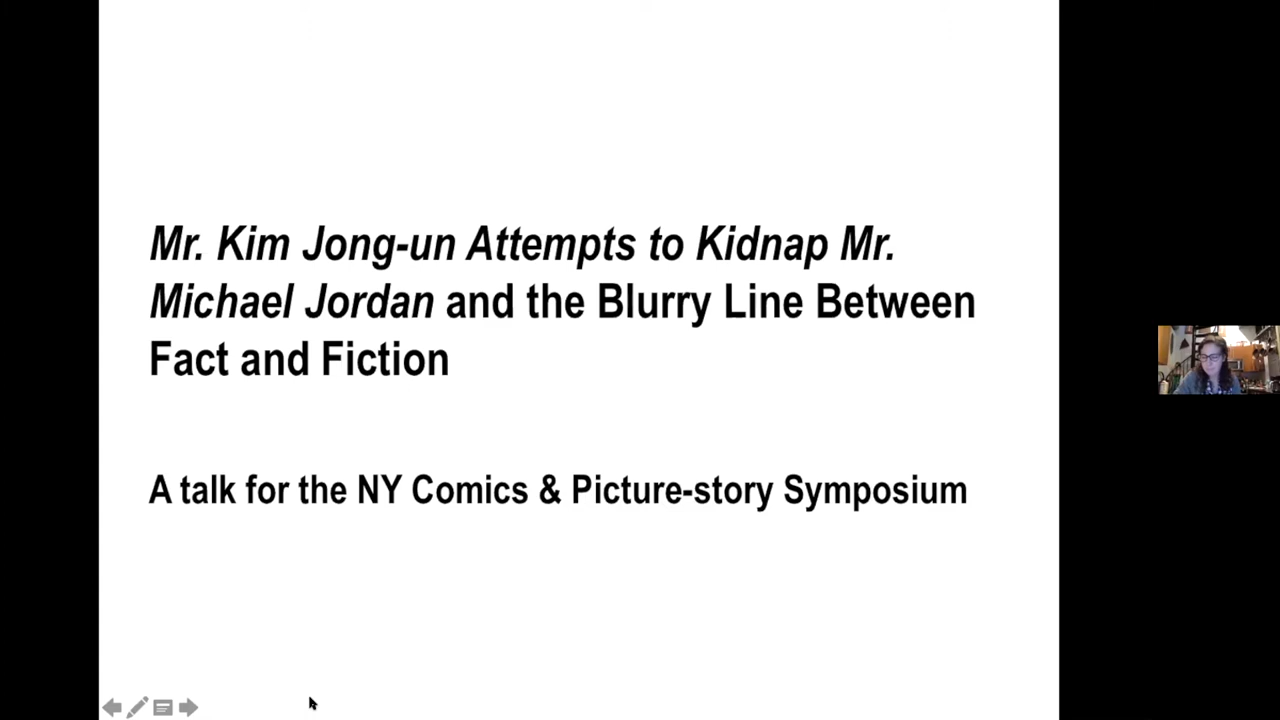 Mr. Kim Jong-un Attempts to Kidnap Mr.
Michael Jordan and the Blurry Line Between
Fact and Fiction
A talk for the NY Comics & Picture-story Symposium